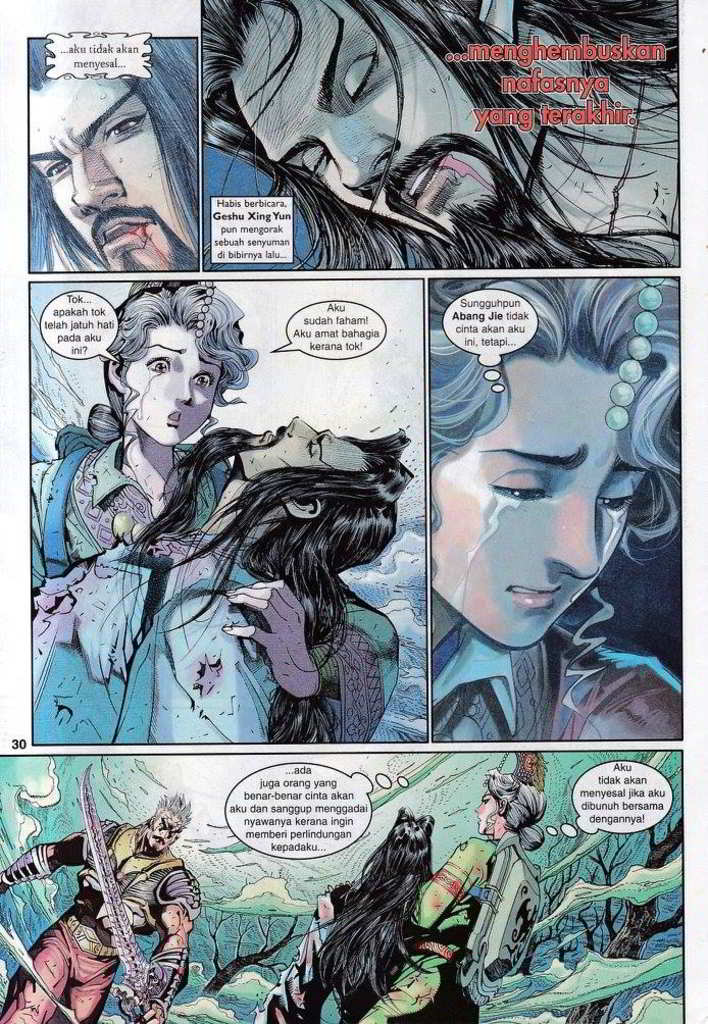 ...aku tidak akan
menyesal...
...menghembuskan
nafasnya
yang terakhir.
Habis berbicara,
Geshu Xing Yun
pun mengorak
sebuah senyuman
di bibirnya lalu...
Tok...
apakah tok
telah jatuh hati
pada aku
ini?
Aku
sudah faham!
Aku amat bahagia
kerana tok!
Sungguhpun
Abang Jie tidak
cinta akan aku
ini, tetapi...
30
...ada
juga orang yang
benar-benar cinta akan
aku dan sanggup menggadai
nyawanya kerana ingin
memberi perlindungan
kepadaku...
Aku
tidak akan
menyesal jika aku
dibunuh bersama
dengannya!